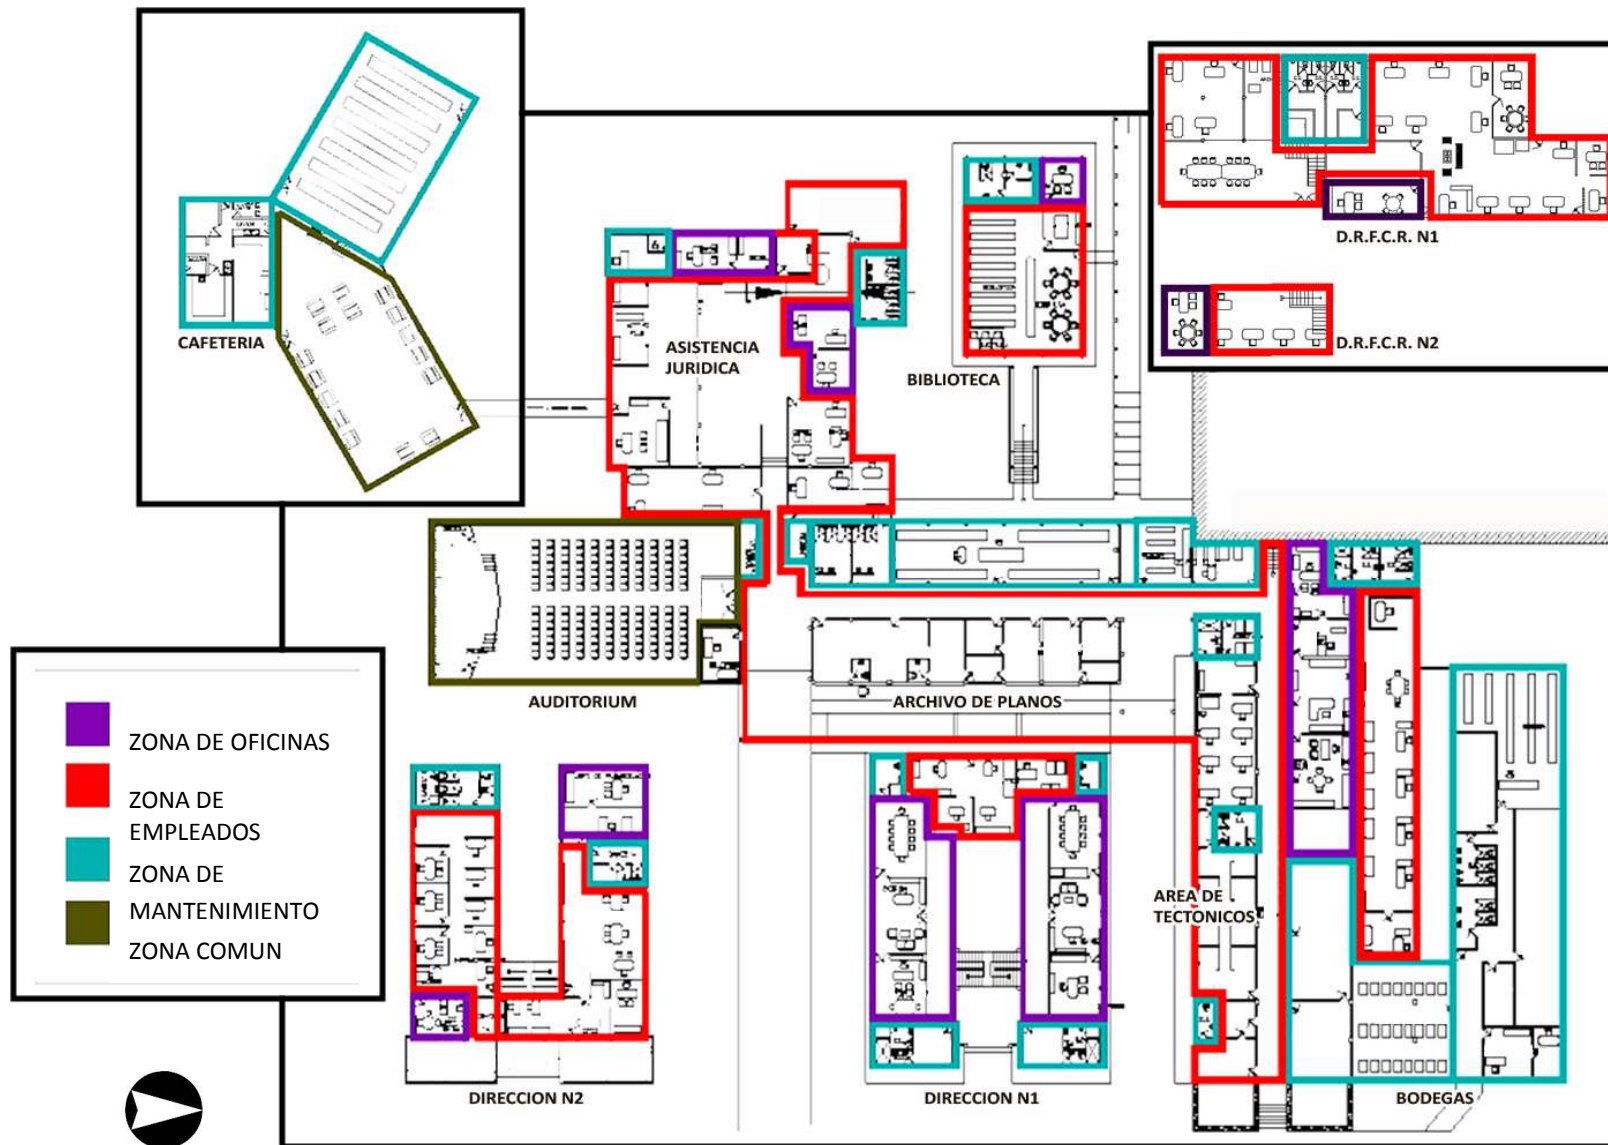 D.R.F.C.R. N1
CAFETERIA
ASISTENCIA
JURIDICA
D.R.F.C.R. N2
BIBLIOTECA
AUDITORIUM
ARCHIVO DE PLANOS
ZONA DE OFICINAS
ZONA DE
EMPLEADOS
ZONA DE
MANTENIMIENTO
ZONA COMUN
AREA DE
TECTONICOS
DIRECCION N2
DIRECCION N1
BODEGAS